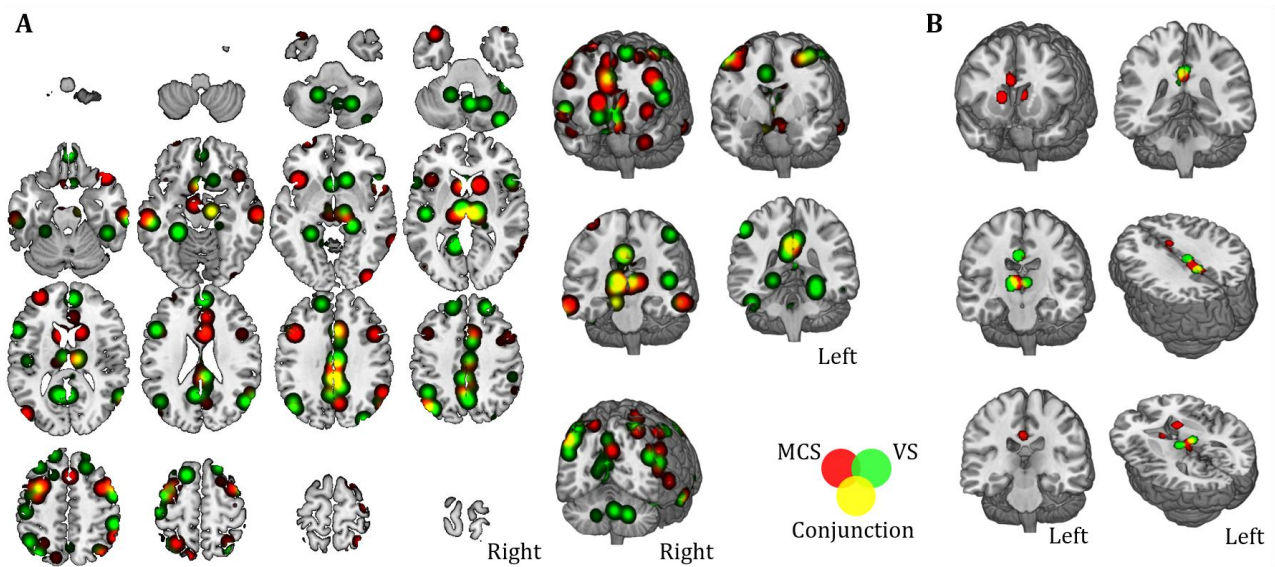 A
B
Left
MCS
VS
Conjunction
Right
Right
Left
Left